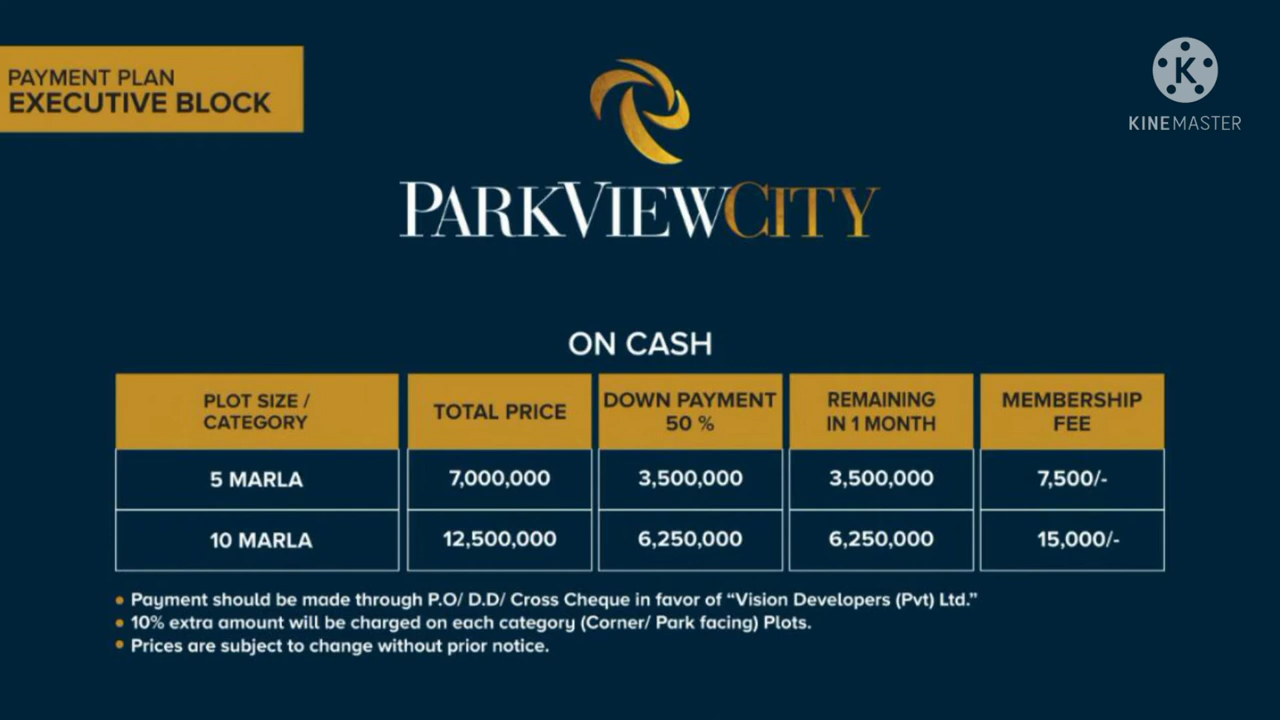 PAYMENT PLAN
EXECUTIVE BLOCK
K
KINEMASTER
PARKVIEWCITY
ON CASH
PLOT SIZE /
CATEGORY
TOTAL PRICE
DOWN PAYMENT
50 %
REMAINING
IN 1 MONTH
MEMBERSHIP
FEE
5 MARLA 7,000,000 3,500,000 3,500,000 7,500/-
10 MARLA 12,500,000 6,250,000 6,250,000 15,000/-
• Payment should be made through P.O/ D.D/ Cross Cheque in favor of “Vision Developers (Pvt) Ltd.”
• 10% extra amount will be charged on each category (Corner/ Park facing) Plots.
• Prices are subject to change without prior notice.